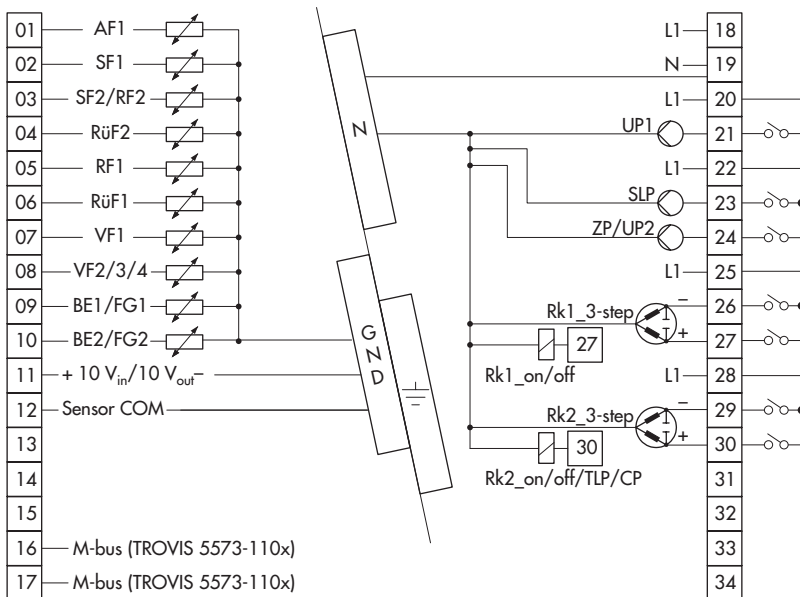 01 AF1 L1 18
02 SF1 N 19
03 SF2/RF2 L1 20
04 RüF2 N UP1 21
05 RF1 L1 22
06 RüF1 SLP 23
07 VF1 ZP/UP2 24
08 VF2/3/4 L1 25
09 BE1/FG1 Rk1_3-step − 26
10 BE2/FG2 GND 27 + 27
Rk1_on/off
11 + 10 Vin/10 Vout− L1 28
12 Sensor COM Rk2_3-step − 29
13 30 + 30
Rk2_on/off/TLP/CP
14 31
15 32
16 M-bus (TROVIS 5573-110x) 33
17 M-bus (TROVIS 5573-110x) 34